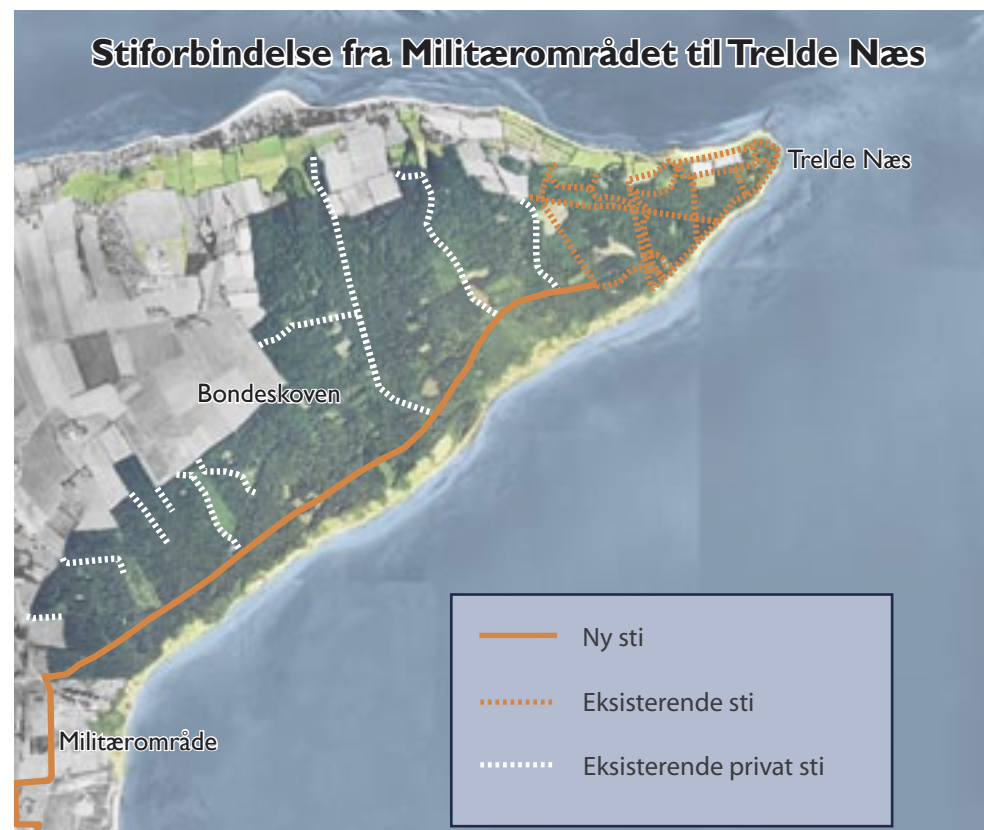 Stiforbindelse fra Militærområdet til Trelde Næs
Trelde Næs
Bondeskoven
Militærområde
Ny sti
Eksisterende sti
Eksisterende privat sti